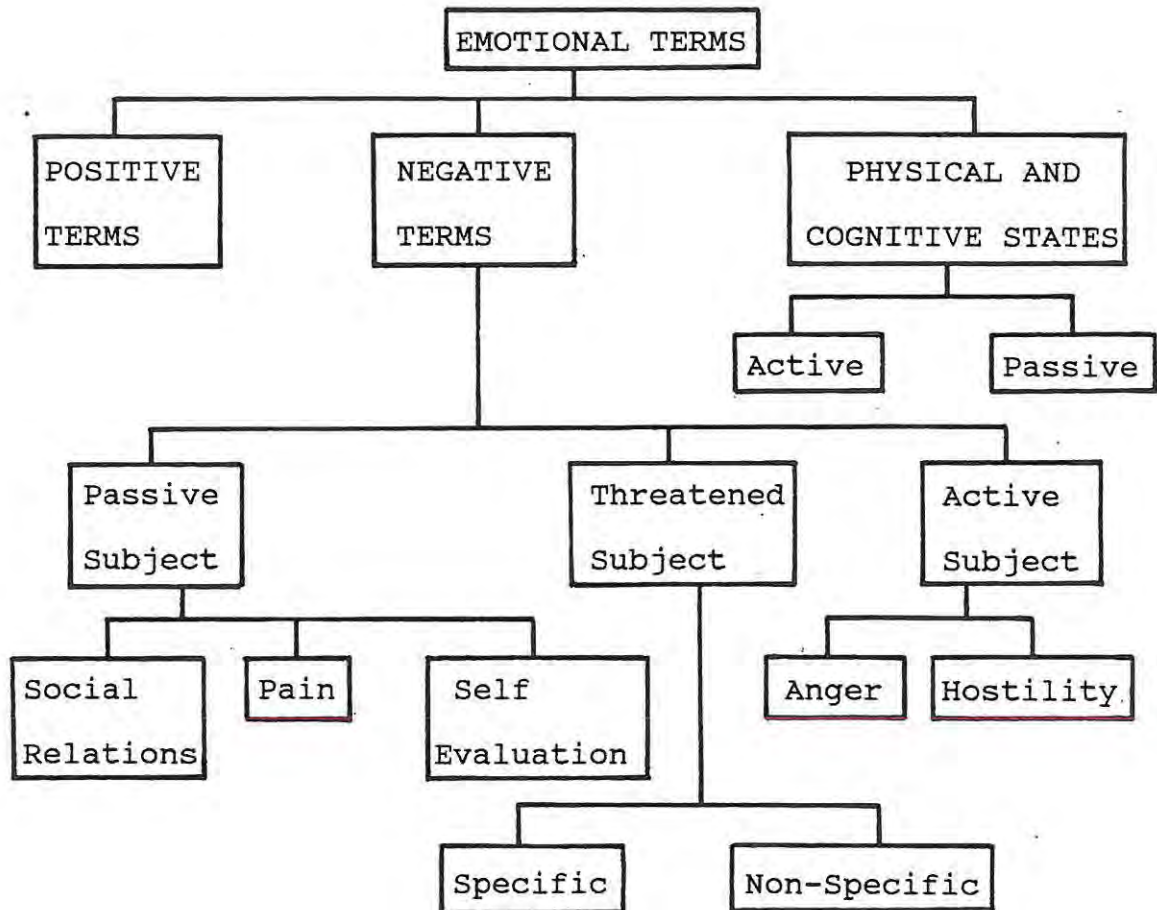 EMOTIONAL TERMS
POSITIVE
TERMS
NEGATIVE
TERMS
PHYSICAL AND
COGNITIVE STATES
Active
Passive
Passive
Subject
Threatened
Subject
Active
Subject
Social
Relations
Pain
Self
Evaluation
Anger
Hostility
Specific
Non-Specific